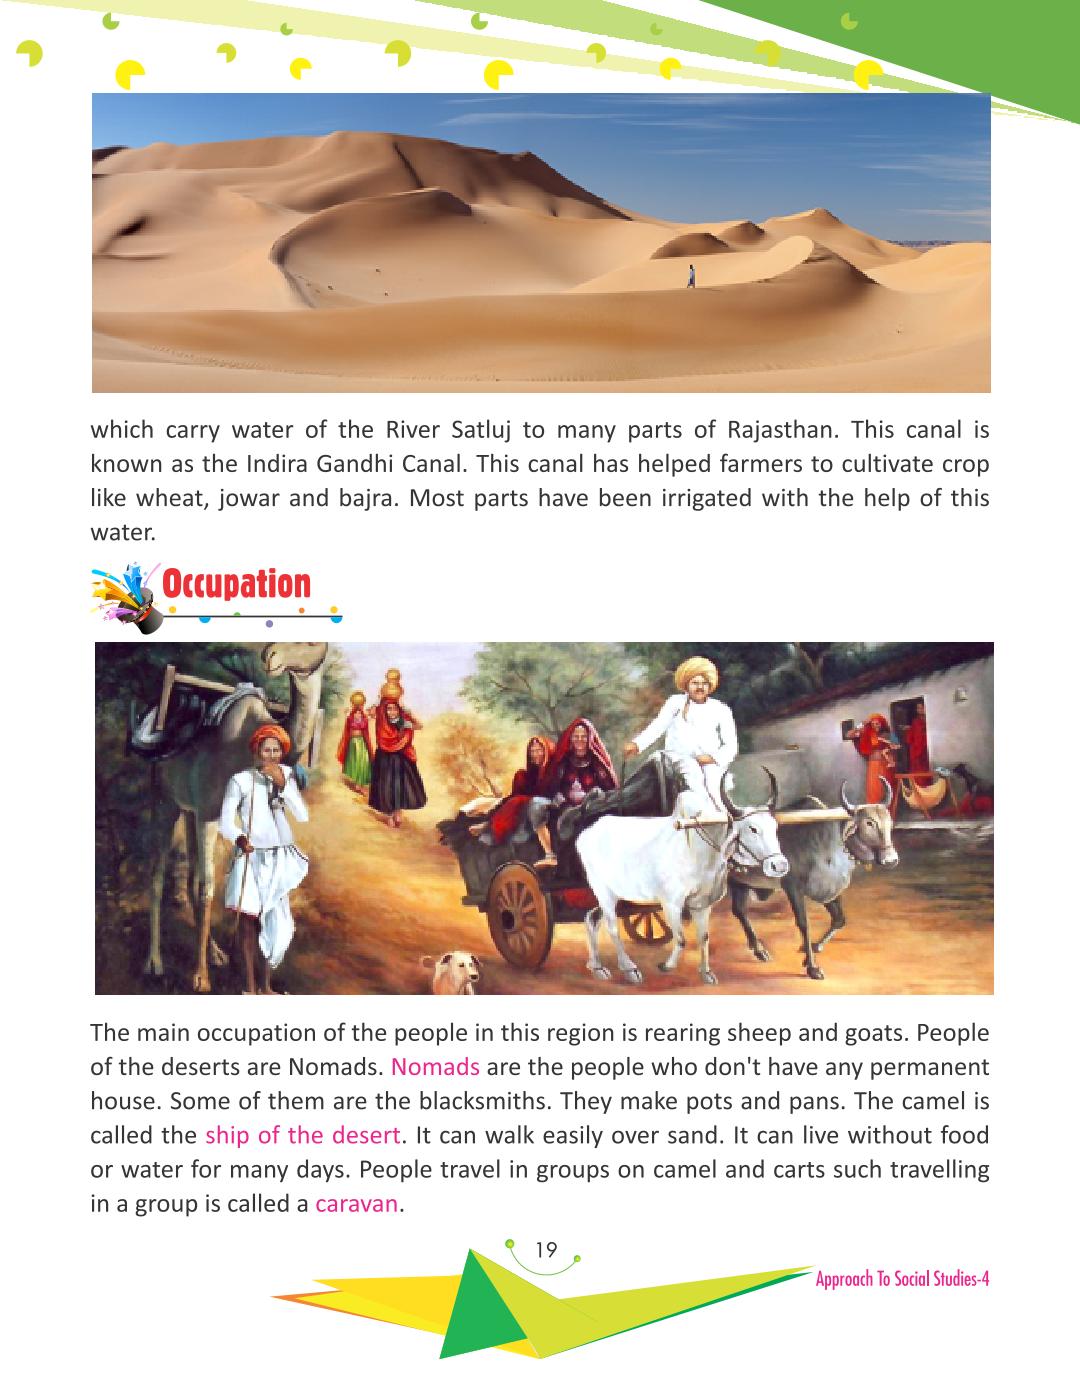 which carry water of the River Satluj to many parts of Rajasthan. This canal is
known as the Indira Gandhi Canal. This canal has helped farmers to cultivate crop
like wheat, jowar and bajra. Most parts have been irrigated with the help of this
water.
Occupation
The main occupation of the people in this region is rearing sheep and goats. People
of the deserts are Nomads. Nomads are the people who don't have any permanent
house. Some of them are the blacksmiths. They make pots and pans. The camel is
called the ship of the desert. It can walk easily over sand. It can live without food
or water for many days. People travel in groups on camel and carts such travelling
in a group is called a caravan.
19
Approach To Social Studies-4